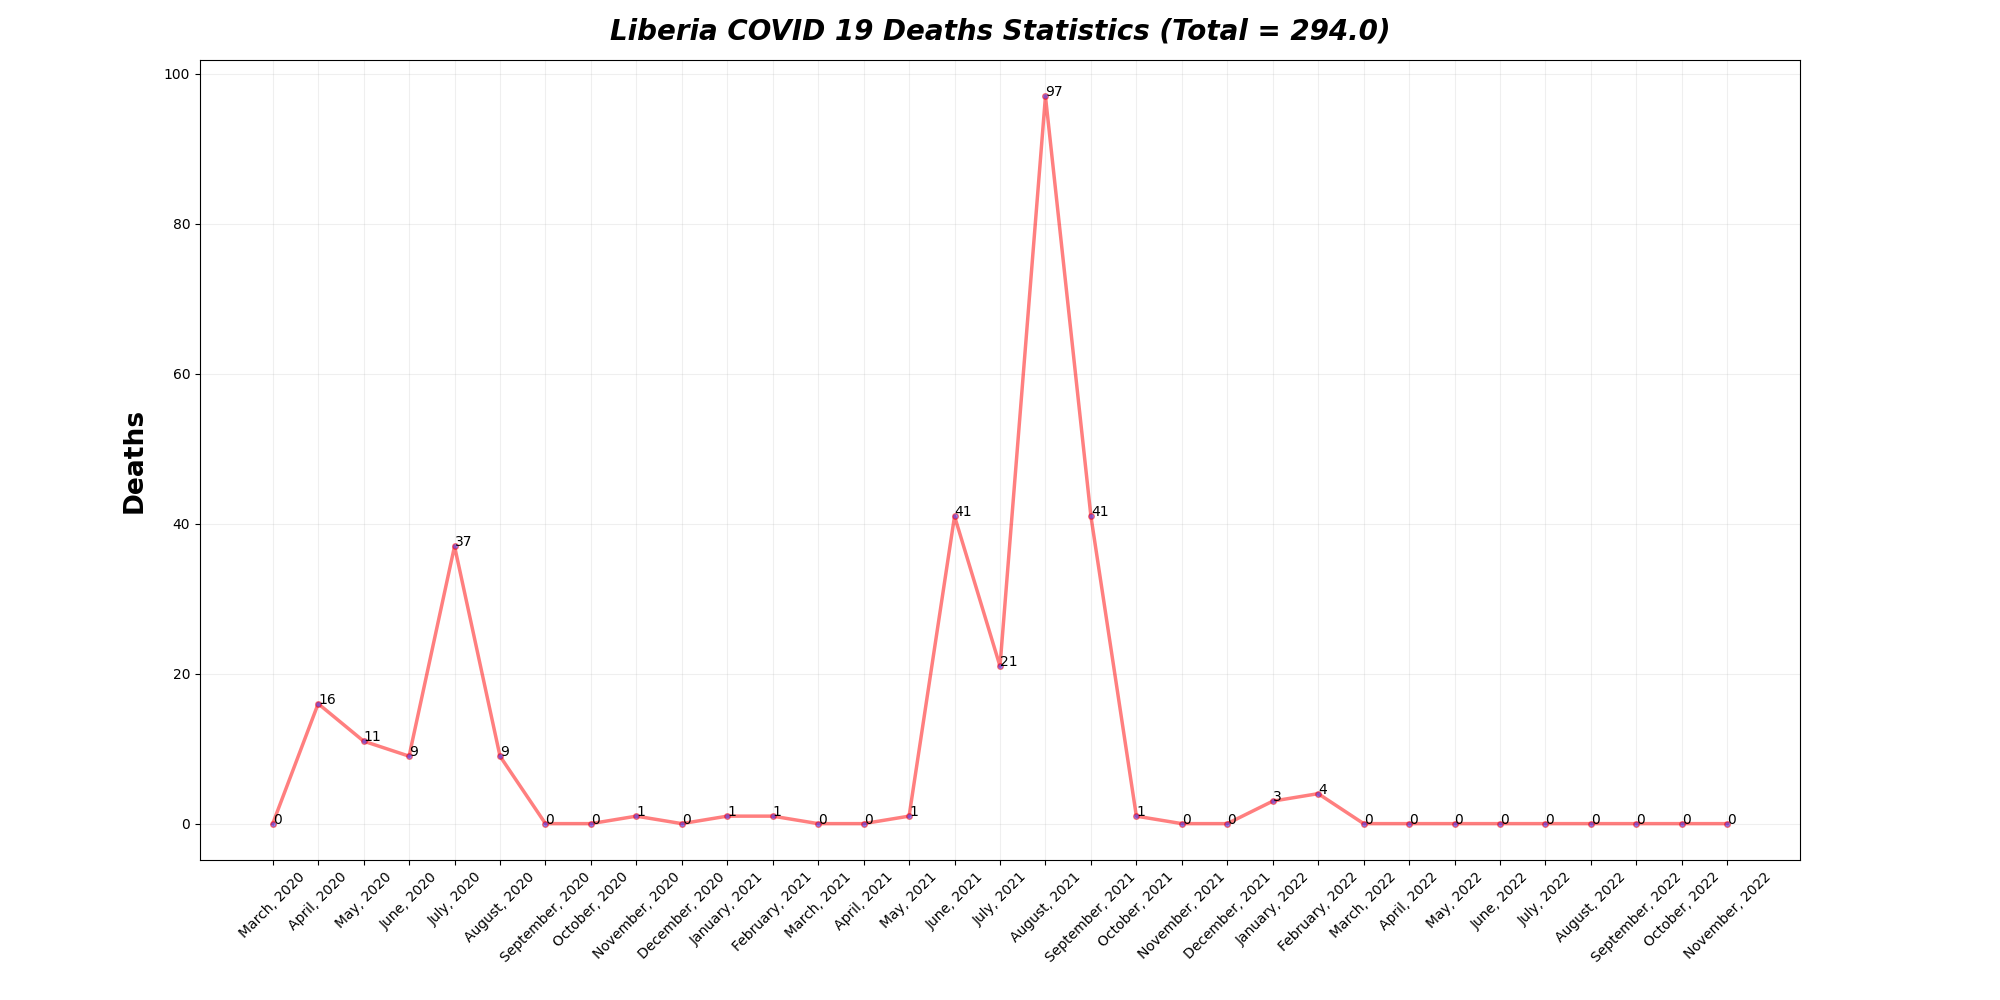 Liberia COVID 19 Deaths Statistics (Total = 294.0)
Deaths
100
80
60
40
20
0
0
16
11
9
37
9
0
0
1
0
1
1
0
0
1
41
21
97
41
1
0
0
3
4
0
0
0
0
0
0
0
0
0
March, 2020
April, 2020
May, 2020
June, 2020
July, 2020
August, 2020
September, 2020
October, 2020
November, 2020
December, 2020
January, 2021
February, 2021
March, 2021
April, 2021
May, 2021
June, 2021
July, 2021
August, 2021
September, 2021
October, 2021
November, 2021
December, 2021
January, 2022
February, 2022
March, 2022
April, 2022
May, 2022
June, 2022
July, 2022
August, 2022
September, 2022
October, 2022
November, 2022